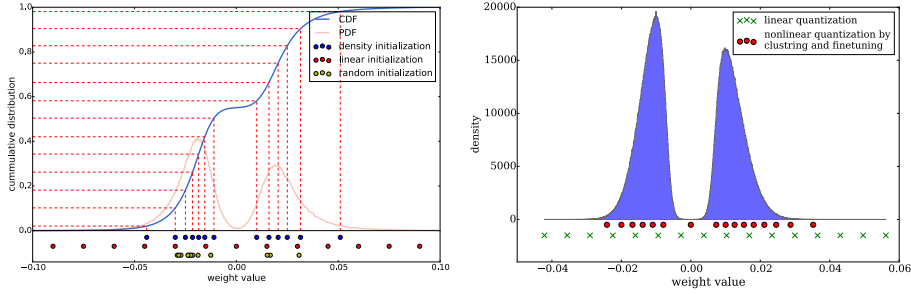 1.0
0.8
0.6
0.4
0.2
0.0
cummulative distribution
CDF
PDF
density initialization
linear initialization
random initialization
−0.10
−0.05
0.00
0.05
0.10
weight value
20000
15000
10000
5000
0
density
linear quantization
nonlinear quantization by
clustring and finetuning
−0.04
−0.02
0.00
0.02
0.04
0.06
weight value